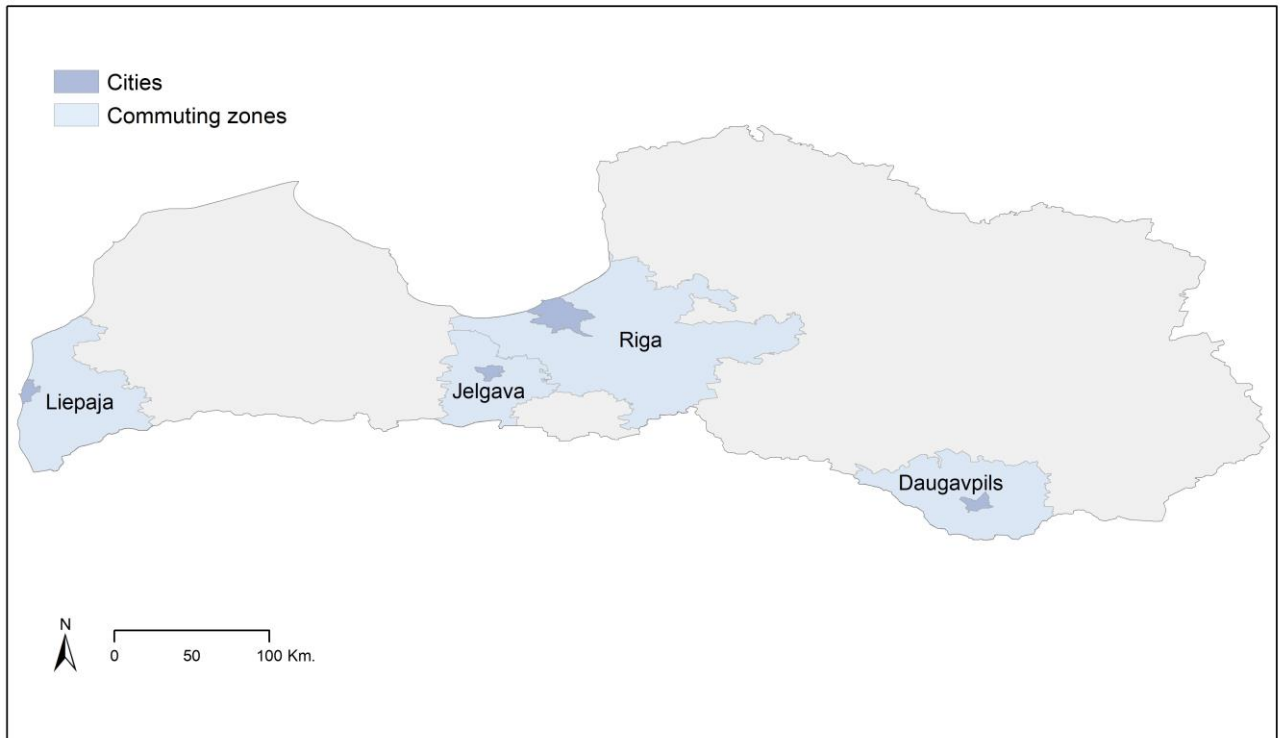 Cities
Commuting zones
Riga
Jelgava
Liepaja
Daugavpils
N
0 50 100 Km.